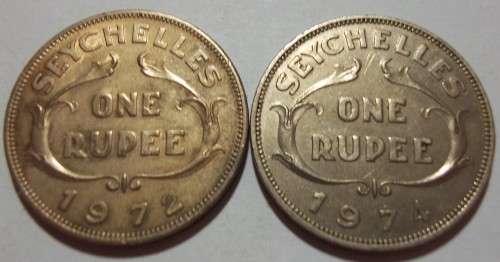 SEYCHELLES
ONE
RUPEE
1972
SEYCHELLES
ONE
RUPEE
1974